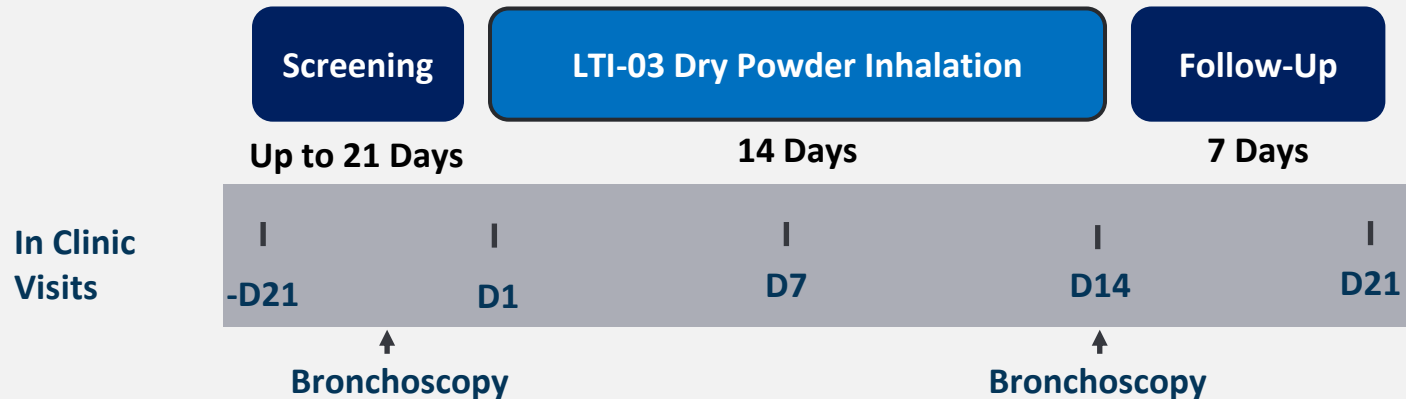 Screening
LTI-03 Dry Powder Inhalation
Follow-Up
Up to 21 Days
14 Days
7 Days
In Clinic
Visits
-D21
D1
D7
D14
D21
Bronchoscopy
Bronchoscopy